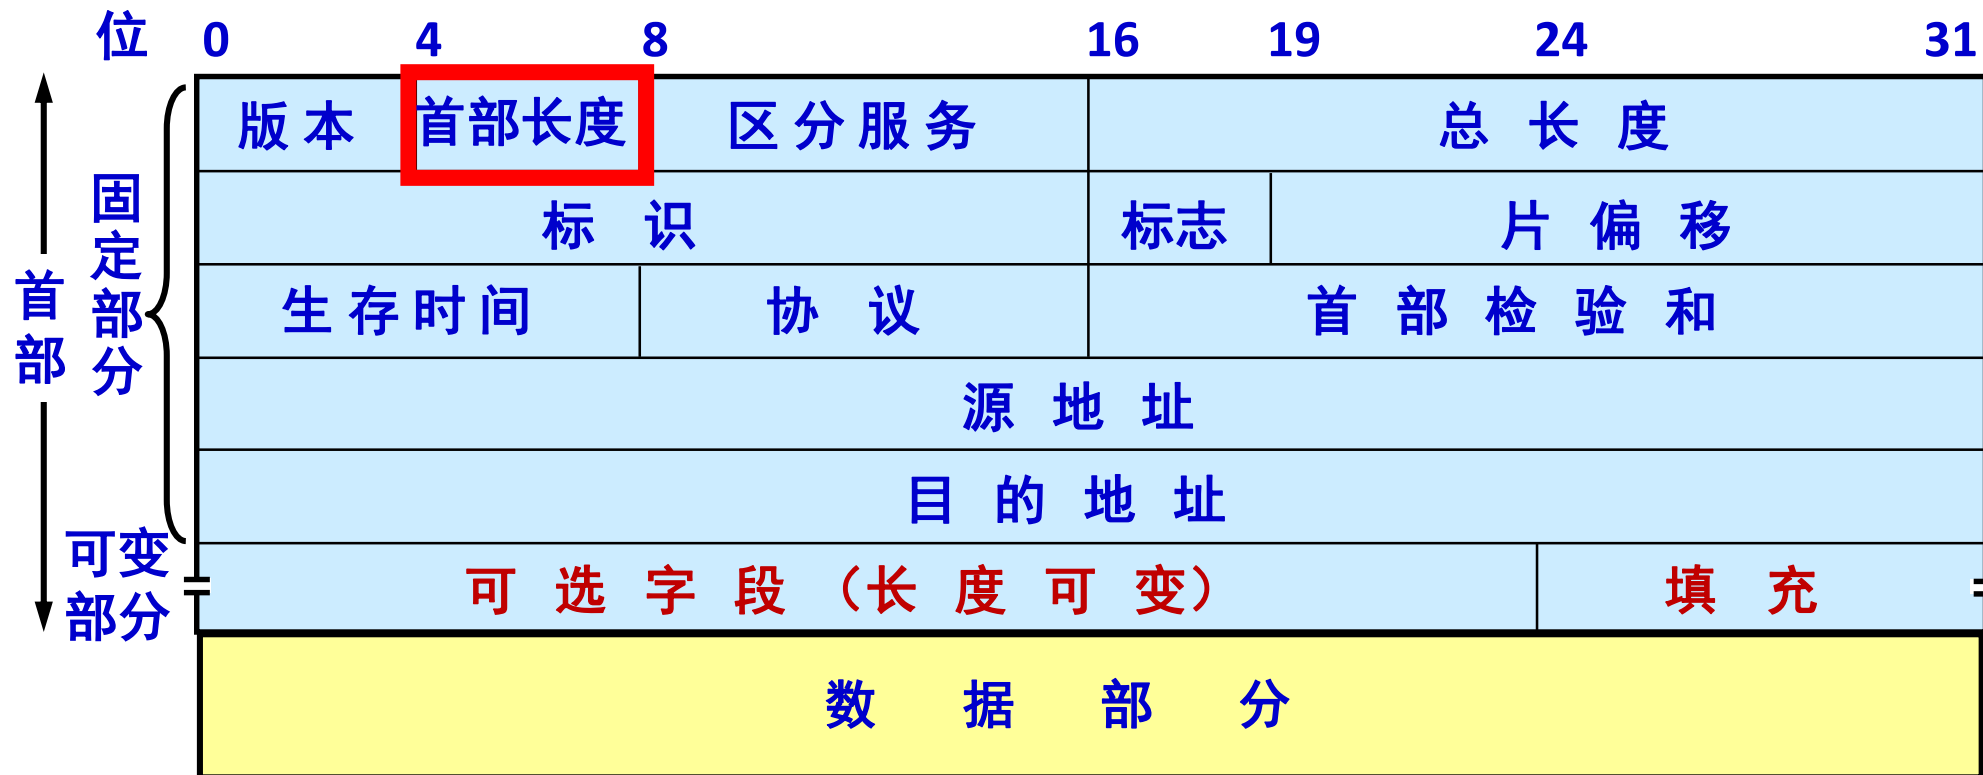 位 0 4 8 16 19 24 31
版 本 首部长度 区 分 服 务 总 长 度
标 识 标志 片 偏 移
生 存 时 间 协 议 首 部 检 验 和
源 地 址
目 的 地 址
可 选 字 段 （长 度 可 变） 填 充
数 据 部 分
首部
固定部分
可变
部分